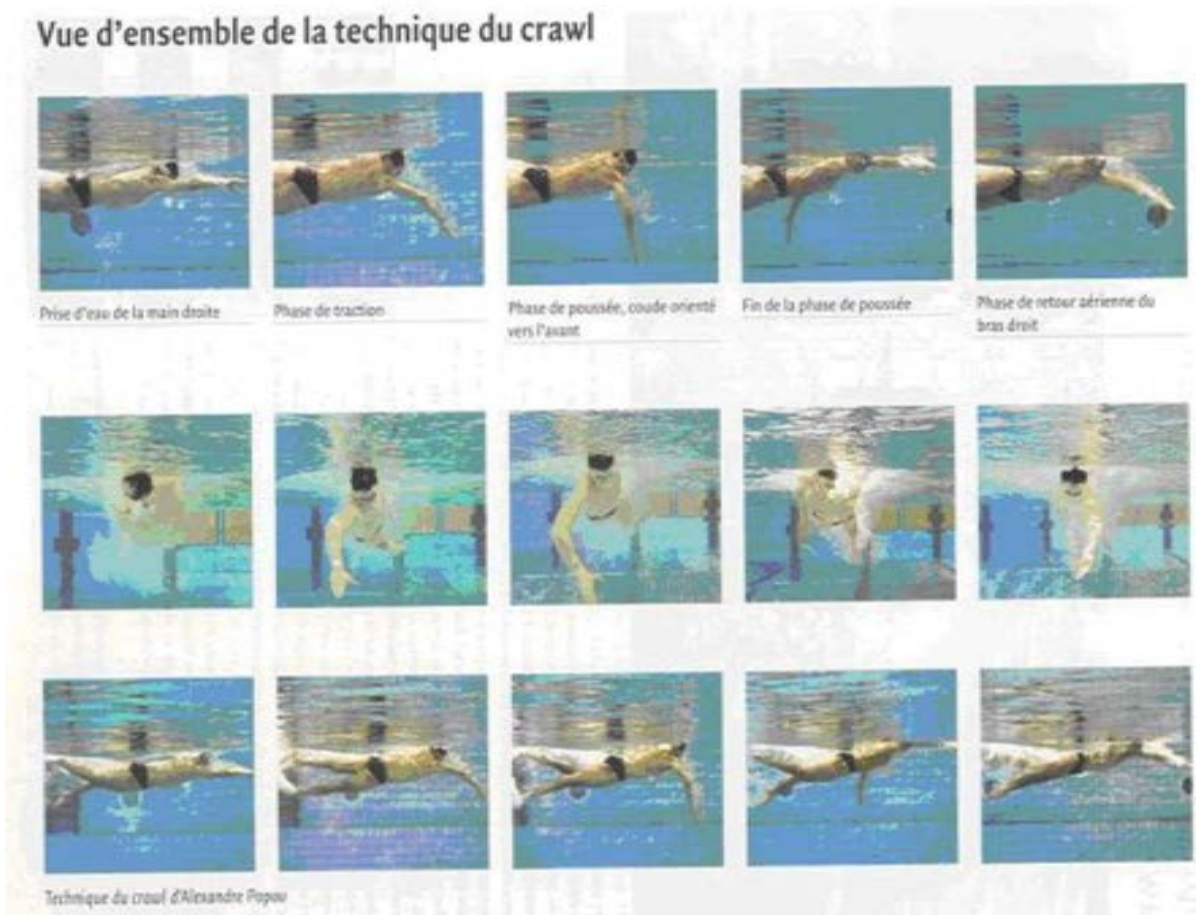 Vue d'ensemble de la technique du crawl
Prise d'eau de la main droite
Phase de traction
Phase de poussée, coude orienté
vers l'avant
Fin de la phase de poussée
Phase de retour aérienne du
bras droit
Technique du crawl d'Alexandre Popov